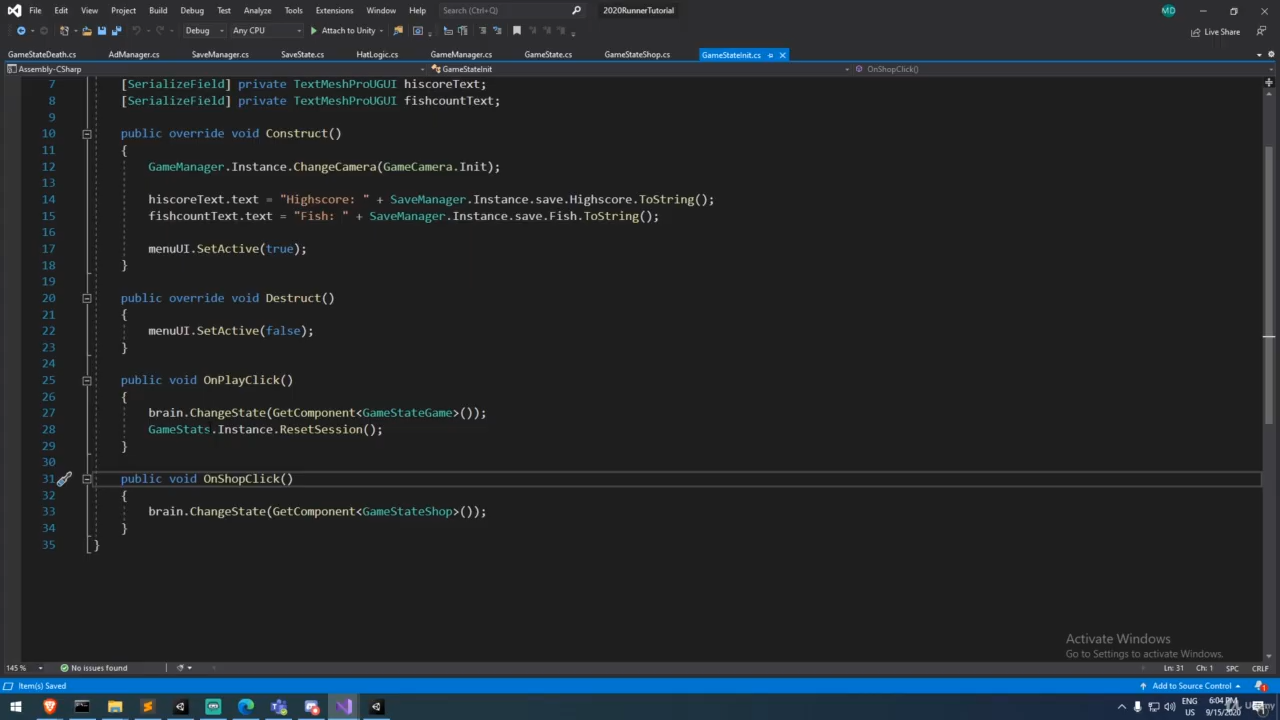 File Edit View Project Build Debug Test Analyze Tools Extensions Window Help Search (Ctrl+Q) 2020RunnerTutorial MD
Debug Any CPU Attach to Unity Live Share
GameStateDeath.cs AdManager.cs SaveManager.cs SaveState.cs HatLogic.cs GameManager.cs GameState.cs GameStateShop.cs GameStateInit.cs
Assembly-CSharp GameStateInit OnShopClick()
7 [SerializeField] private TextMeshProUGUI hiscoreText;
8 [SerializeField] private TextMeshProUGUI fishcountText;
9
10 public override void Construct()
11 {
12 GameManager.Instance.ChangeCamera(GameCamera.Init);
13
14 hiscoreText.text = "Highscore: " + SaveManager.Instance.save.Highscore.ToString();
15 fishcountText.text = "Fish: " + SaveManager.Instance.save.Fish.ToString();
16
17 menuUI.SetActive(true);
18 }
19
20 public override void Destruct()
21 {
22 menuUI.SetActive(false);
23 }
24
25 public void OnPlayClick()
26 {
27 brain.ChangeState(GetComponent<GameStateGame>());
28 GameStats.Instance.ResetSession();
29 }
30
31 public void OnShopClick()
32 {
33 brain.ChangeState(GetComponent<GameStateShop>());
34 }
35 }
Activate Windows
Go to Settings to activate Windows.
145 % No issues found Ln: 31 Ch: 1 SPC CRLF
Item(s) Saved Add to Source Control 1
ENG 6:04 PM
US 9/15/2020